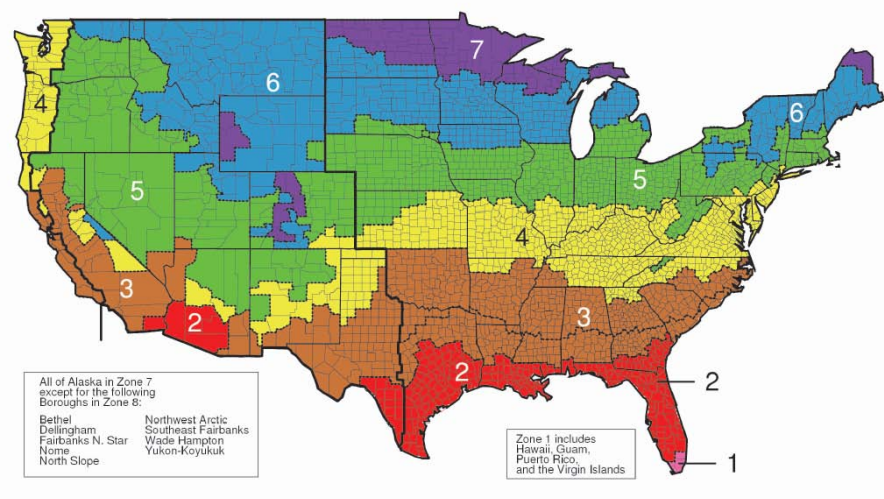 7
6
6
4
5
5
4
3
3
2
2
2
1
All of Alaska in Zone 7
except for the following
Boroughs in Zone 8:
Bethel
Dellingham
Fairbanks N. Star
Nome
North Slope
Northwest Arctic
Southeast Fairbanks
Wade Hampton
Yukon-Koyukuk
Zone 1 includes
Hawaii, Guam,
Puerto Rico,
and the Virgin Islands